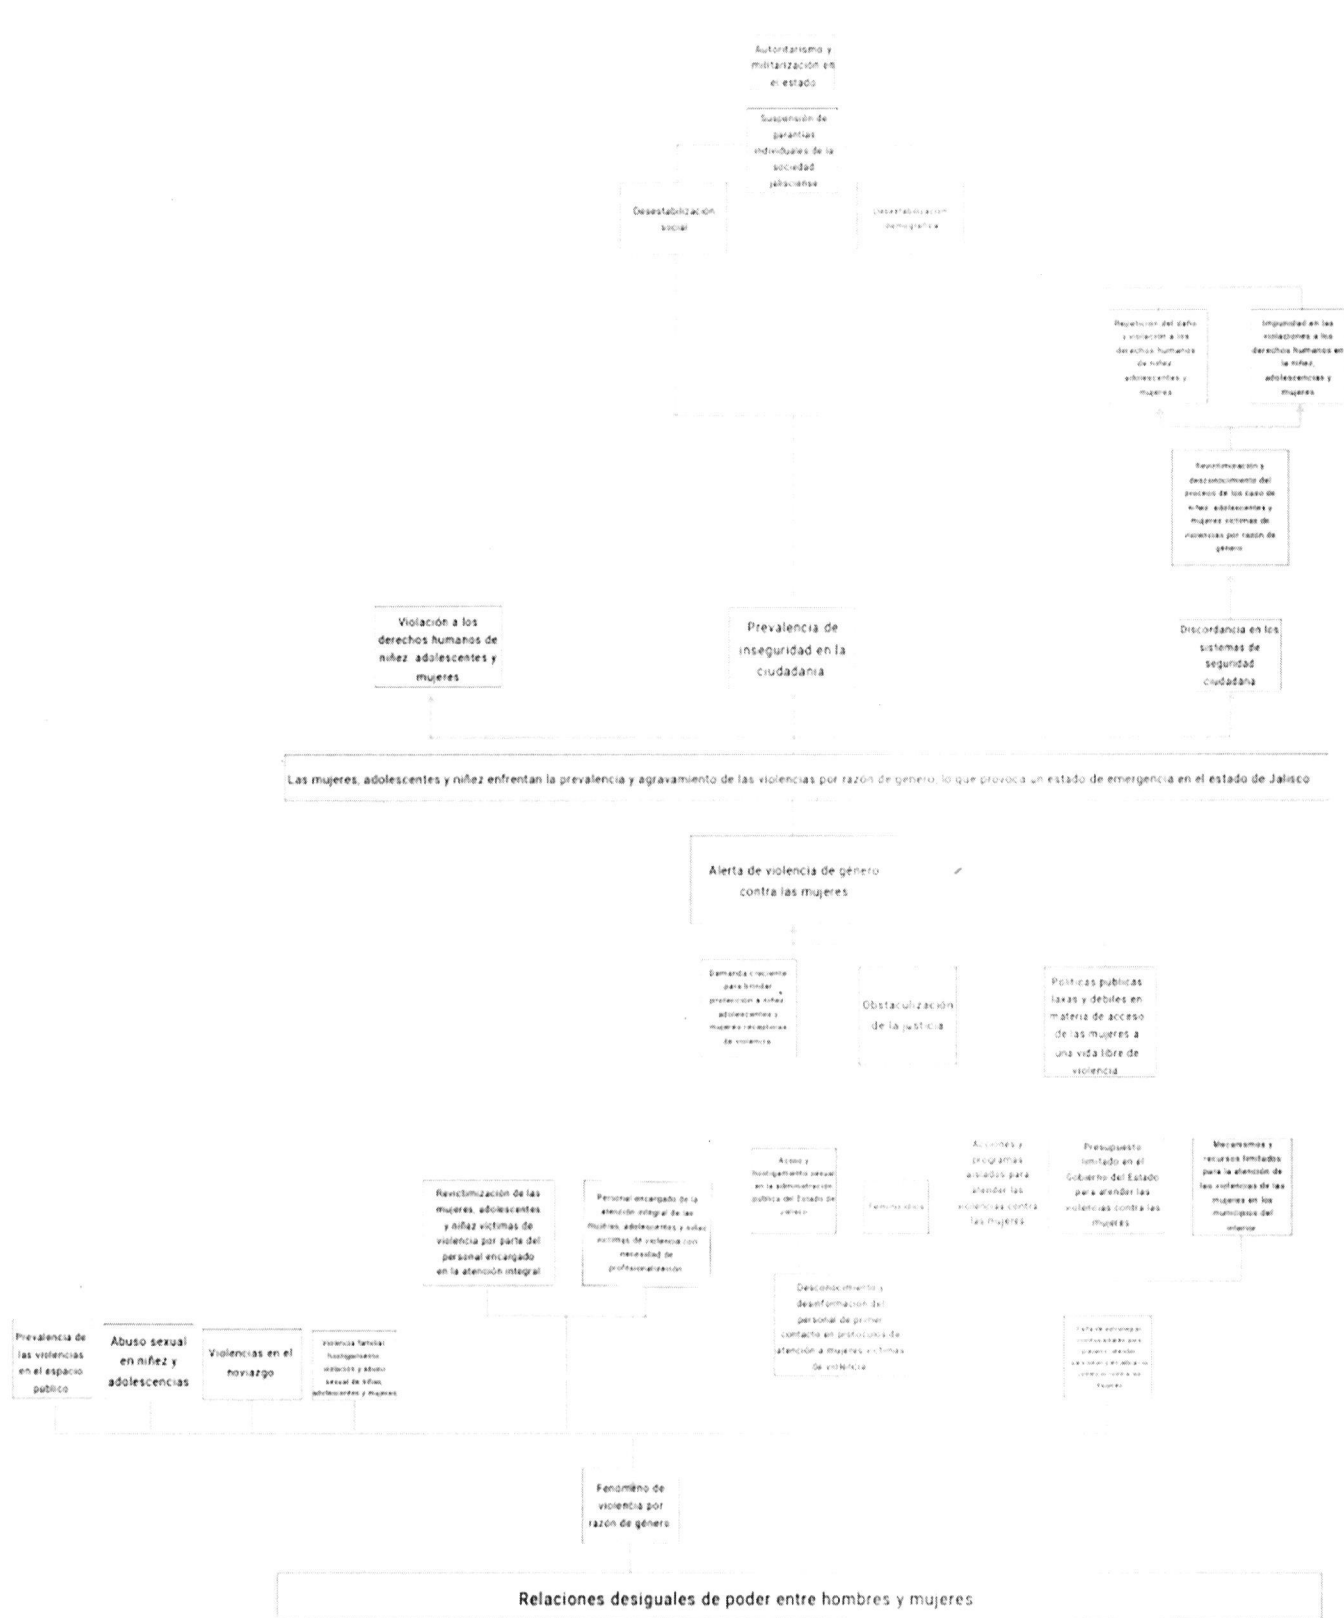 Autoritarismo y
militarización en
el estado
Suspensión de
garantías
individuales de la
sociedad
jalisciense
Desestabilización
social
Desestabilización
demográfica
Repetición del daño
y violación a los
derechos humanos
de niñez
adolescentes y
mujeres
Impunidad en las
violaciones a los
derechos humanos en
la niñez,
adolescencias y
mujeres
Revictimización y
desconocimiento del
proceso de los caso de
niñez adolescentes y
mujeres víctimas de
violencias por razón de
género
Violación a los
derechos humanos de
niñez adolescentes y
mujeres
Prevalencia de
inseguridad en la
ciudadanía
Discordancia en los
sistemas de
seguridad
ciudadana
Las mujeres, adolescentes y niñez enfrentan la prevalencia y agravamiento de las violencias por razón de género, lo que provoca un estado de emergencia en el estado de Jalisco
Alerta de violencia de género
contra las mujeres
Demanda creciente
para brindar
protección a niñez
adolescentes y
mujeres receptoras
de violencia
Obstaculización
de la justicia
Políticas públicas
laxas y débiles en
materia de acceso
de las mujeres a
una vida libre de
violencia
Revictimización de las
mujeres, adolescentes
y niñez víctimas de
violencia por parte del
personal encargado
en la atención integral
Personal encargado de la
atención integral de las
mujeres, adolescentes y niñez
víctimas de violencia con
necesidad de
profesionalización
Acoso y
hostigamiento sexual
en la administración
pública del Estado de
Jalisco
Feminicidios
Acciones y
programas
aislados para
atender las
violencias contra
las mujeres
Presupuesto
limitado en el
Gobierno del Estado
para atender las
violencias contra las
mujeres
Mecanismos y
recursos limitados
para la atención de
las violencias de las
mujeres en los
municipios del
interior
Prevalencia de
las violencias
en el espacio
público
Abuso sexual
en niñez y
adolescencias
Violencias en el
noviazgo
Violencia familiar
hostigamiento
violación y abuso
sexual de niñas,
adolescentes y mujeres
Desconocimiento y
desinformación del
personal de primer
contacto en protocolos de
atención a mujeres víctimas
de violencia
Falta de estrategias
Fenomeno de
violencia por
razón de género
Relaciones desiguales de poder entre hombres y mujeres